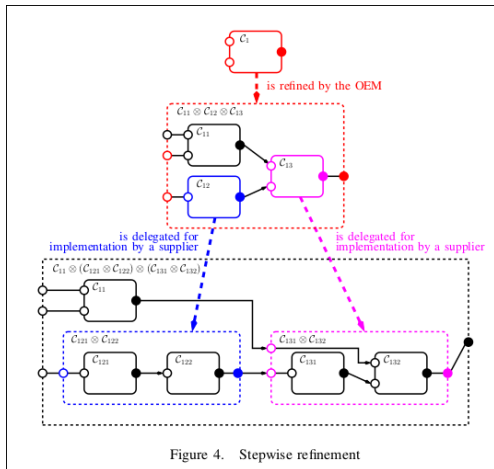 𝒞₁
is refined by the OEM
𝒞₁₁ ⊗ 𝒞₁₂ ⊗ 𝒞₁₃
𝒞₁₁
𝒞₁₃
𝒞₁₂
is delegated for
implementation by a supplier
is delegated for
implementation by a supplier
𝒞₁₁ ⊗ (𝒞₁₂₁ ⊗ 𝒞₁₂₂) ⊗ (𝒞₁₃₁ ⊗ 𝒞₁₃₂)
𝒞₁₁
𝒞₁₂₁ ⊗ 𝒞₁₂₂
𝒞₁₃₁ ⊗ 𝒞₁₃₂
𝒞₁₂₁
𝒞₁₂₂
𝒞₁₃₁
𝒞₁₃₂
Figure 4. Stepwise refinement